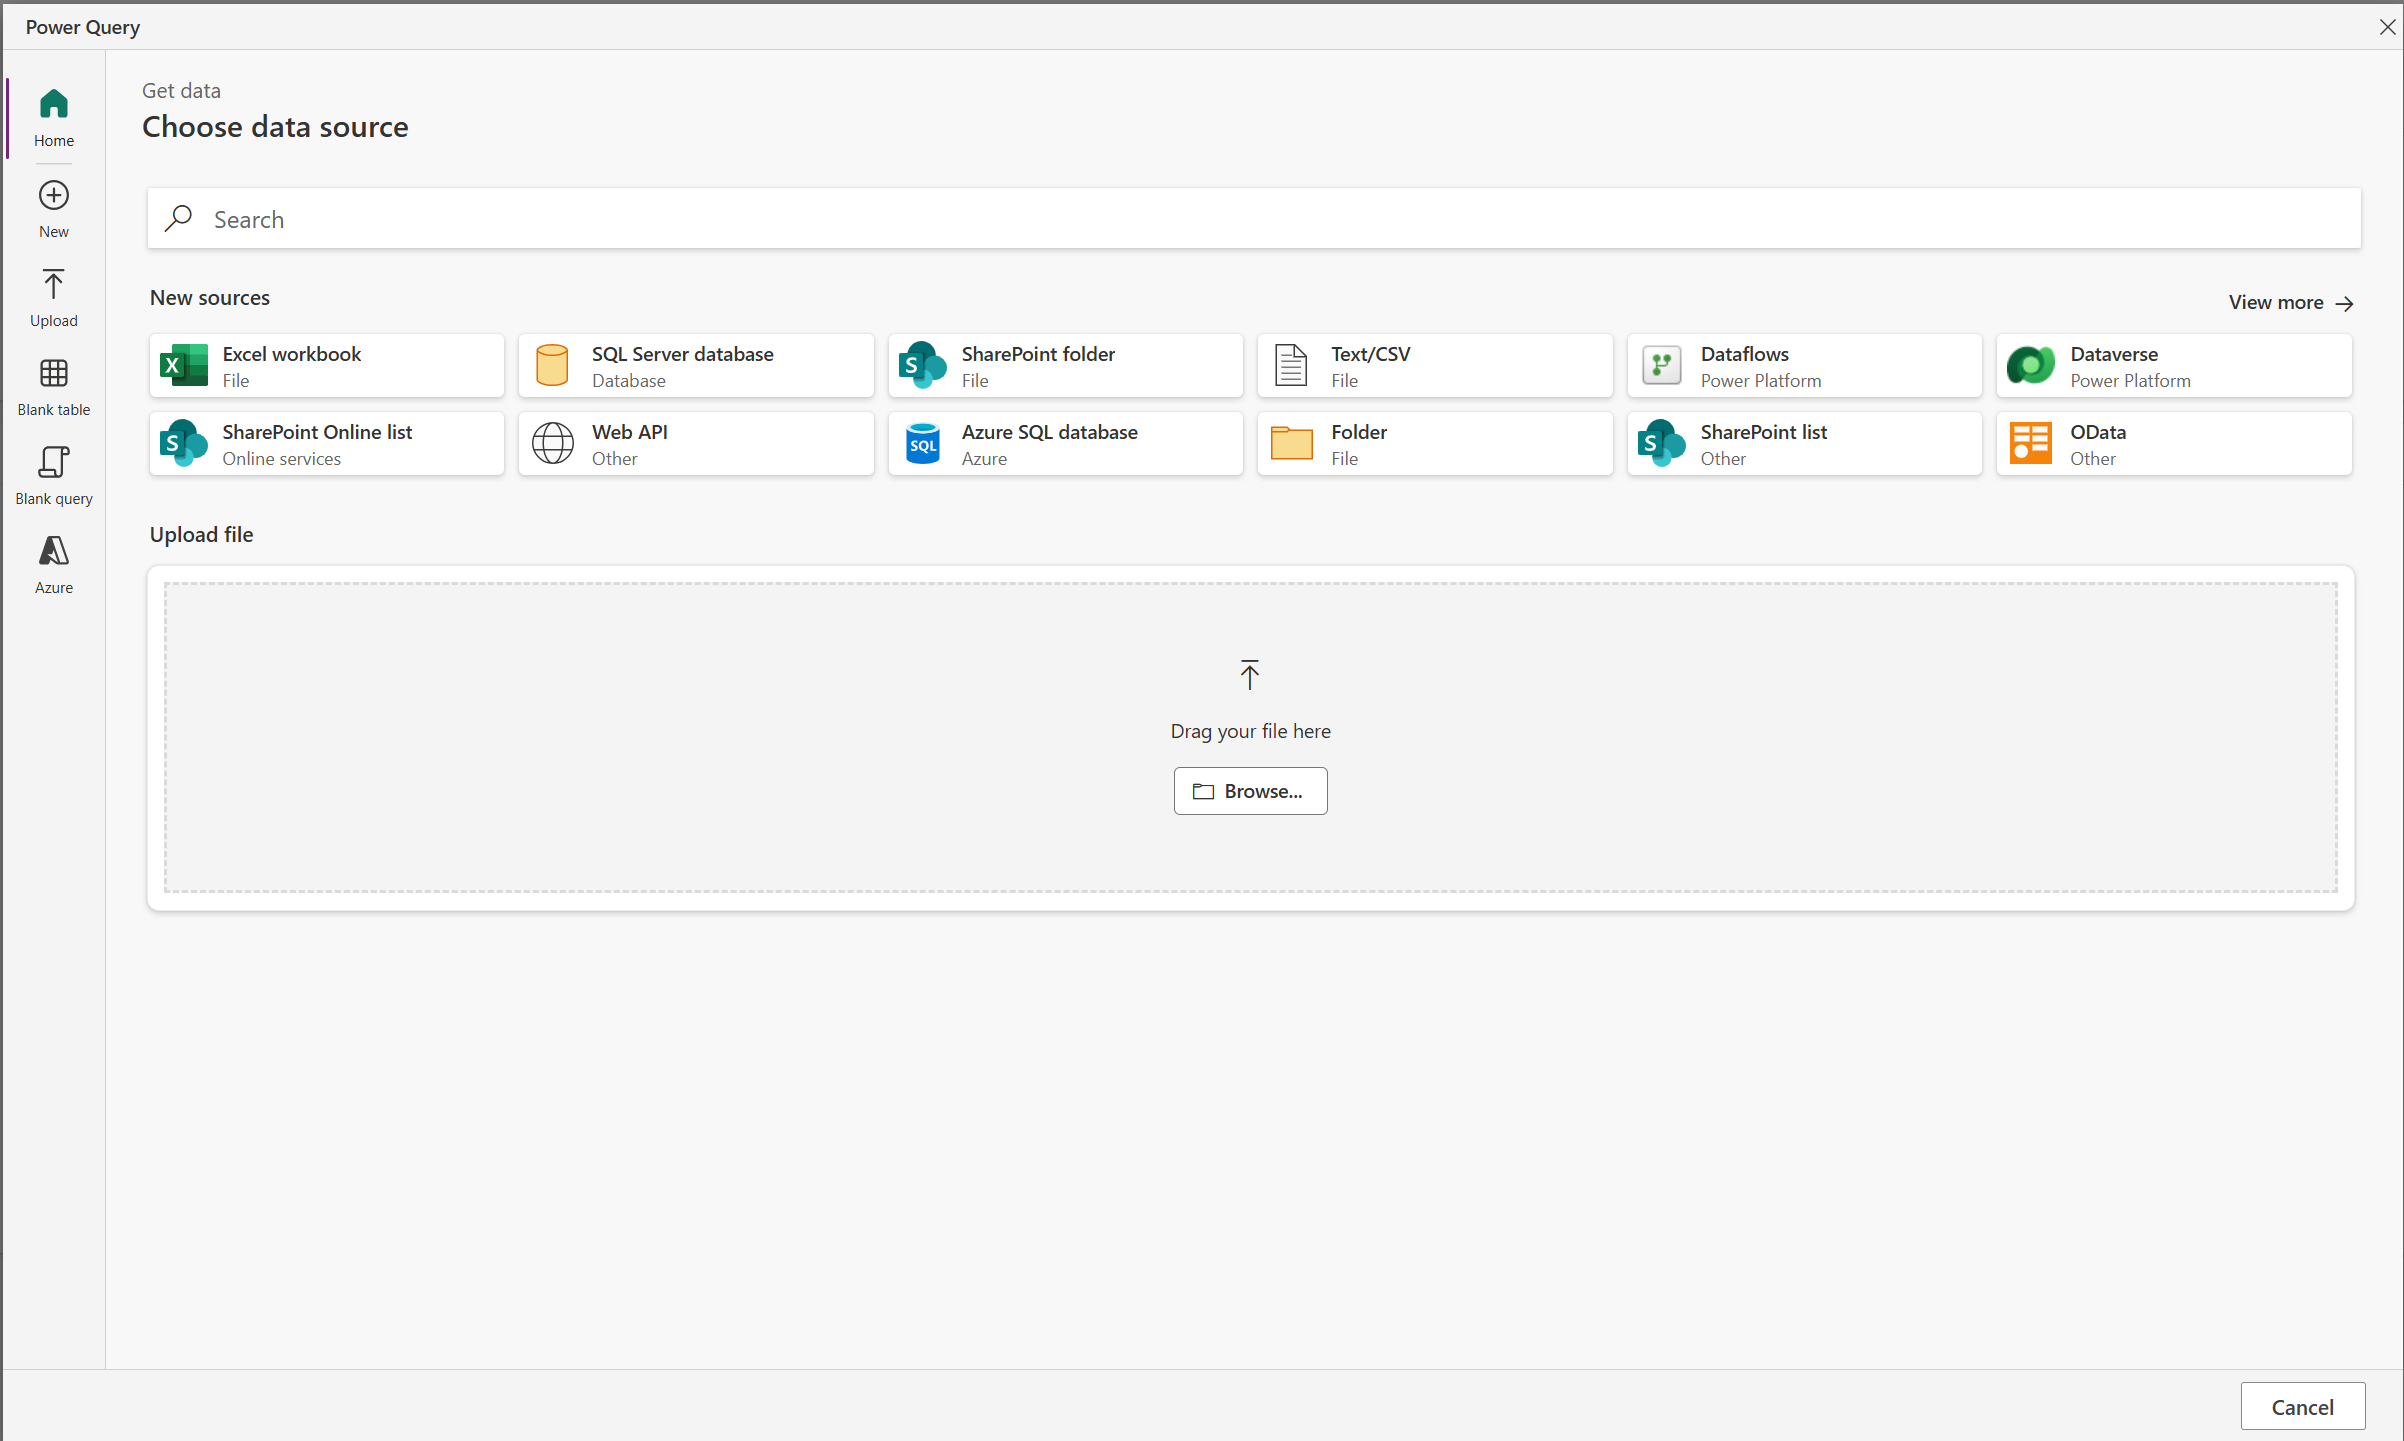 Power Query
Home
New
Upload
Blank table
Blank query
Azure
Get data
Choose data source
Search
New sources
View more
Excel workbook
File
SQL Server database
Database
SharePoint folder
File
Text/CSV
File
Dataflows
Power Platform
Dataverse
Power Platform
SharePoint Online list
Online services
Web API
Other
SQL
Azure SQL database
Azure
Folder
File
SharePoint list
Other
OData
Other
Upload file
Drag your file here
Browse...
Cancel